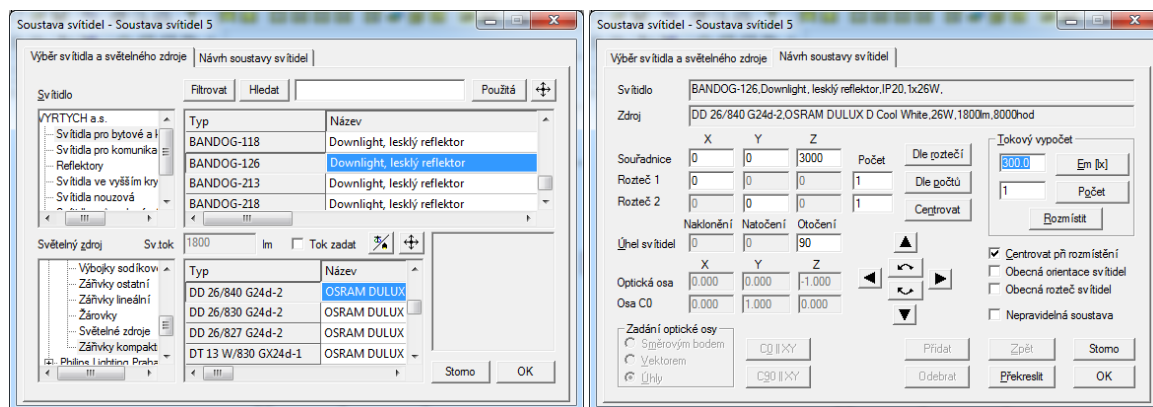 Soustava svítidel - Soustava svítidel 5
Výběr svítidla a světelného zdroje
Návrh soustavy svítidel
Svítidlo
Filtrovat
Hledat
Použitá
VYRTYCH a.s.
Svítidla pro bytové a
Svítidla pro komunika
Reflektory
Svítidla ve vyšším kry
Svítidla nouzová
Typ Název
BANDOG-118 Downlight, lesklý reflektor
BANDOG-126 Downlight, lesklý reflektor
BANDOG-213 Downlight, lesklý reflektor
BANDOG-218 Downlight, lesklý reflektor
Světelný zdroj Sv.tok 1800 lm Tok zadat
Výbojky sodíkov
Zářivky ostatní
Zářivky lineální
Žárovky
Světelné zdroje
Zářivky kompakt
Philips Lighting Praha
Typ Název
DD 26/840 G24d-2 OSRAM DULUX
DD 26/830 G24d-2 OSRAM DULUX
DD 26/827 G24d-2 OSRAM DULUX
DT 13 W/830 GX24d-1 OSRAM DULUX
Storno
OK
Soustava svítidel - Soustava svítidel 5
Výběr svítidla a světelného zdroje
Návrh soustavy svítidel
Svítidlo BANDOG-126,Downlight, lesklý reflektor,IP20,1x26W,
Zdroj DD 26/840 G24d-2,OSRAM DULUX D Cool White,26W,1800lm,8000hod
X Y Z
Souřadnice 0 0 3000 Počet
Rozteč 1 0 0 0 1
Rozteč 2 0 0 0 1
Dle roztečí
Dle počtů
Centrovat
Tokový vypočet
300.0 Em [lx]
1 Počet
Rozmístit
Naklonění Natočení Otočení
Úhel svítidel 0 0 90
X Y Z
Optická osa 0.000 0.000 -1.000
Osa C0 0.000 1.000 0.000
Centrovat při rozmístění
Obecná orientace svítidel
Obecná rozteč svítidel
Nepravidelná soustava
Zadání optické osy
Směrovým bodem
Vektorem
Úhly
C0 || XY
C90 || XY
Přidat
Odebrat
Zpět
Storno
Překreslit
OK